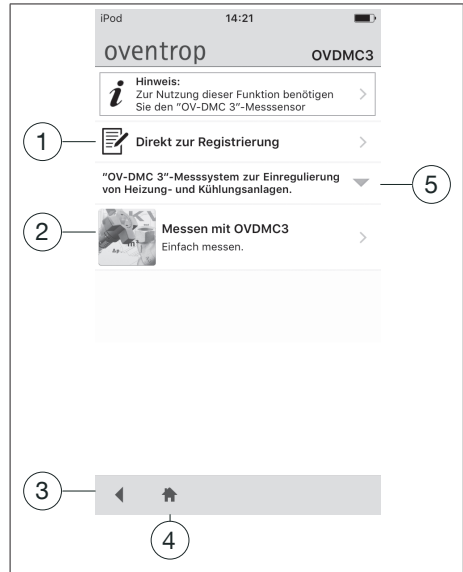 iPod 14:21
oventrop OVDMC3
Hinweis:
Zur Nutzung dieser Funktion benötigen
Sie den "OV-DMC 3"-Messsensor
1 Direkt zur Registrierung
"OV-DMC 3"-Messsystem zur Einregulierung
von Heizung- und Kühlungsanlagen.
5
2 Messen mit OVDMC3
Einfach messen.
3
4